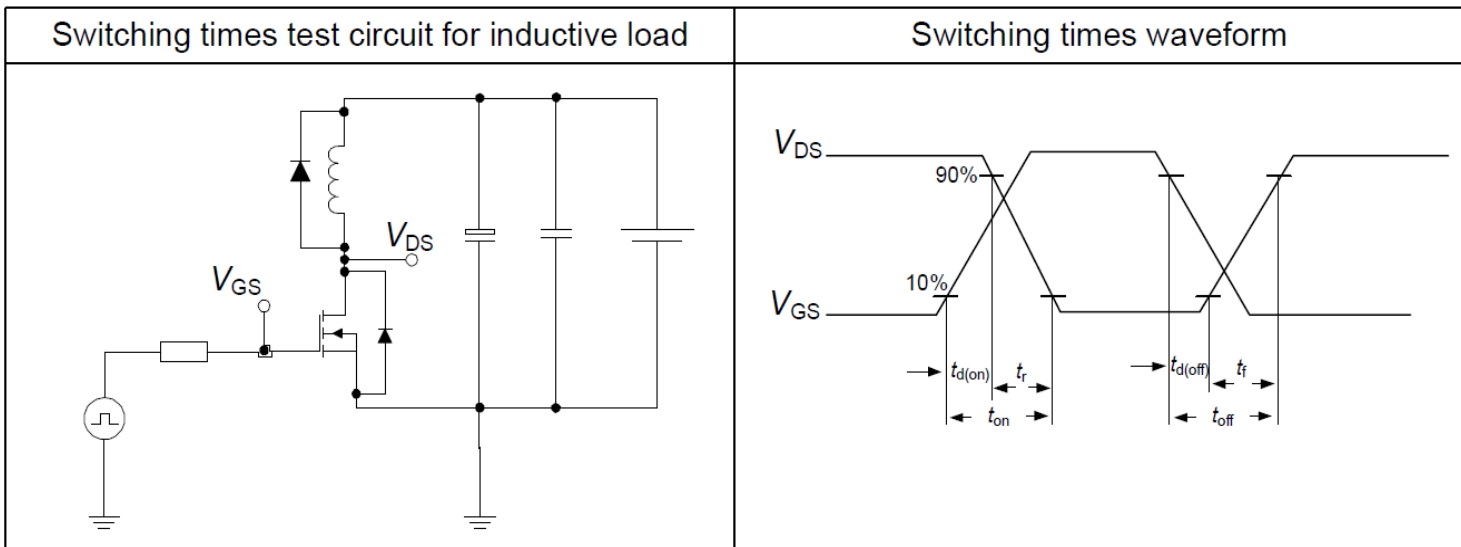 Switching times test circuit for inductive load
Switching times waveform
VDS
VGS
VDS
90%
10%
VGS
td(on) tr td(off) tf
ton toff